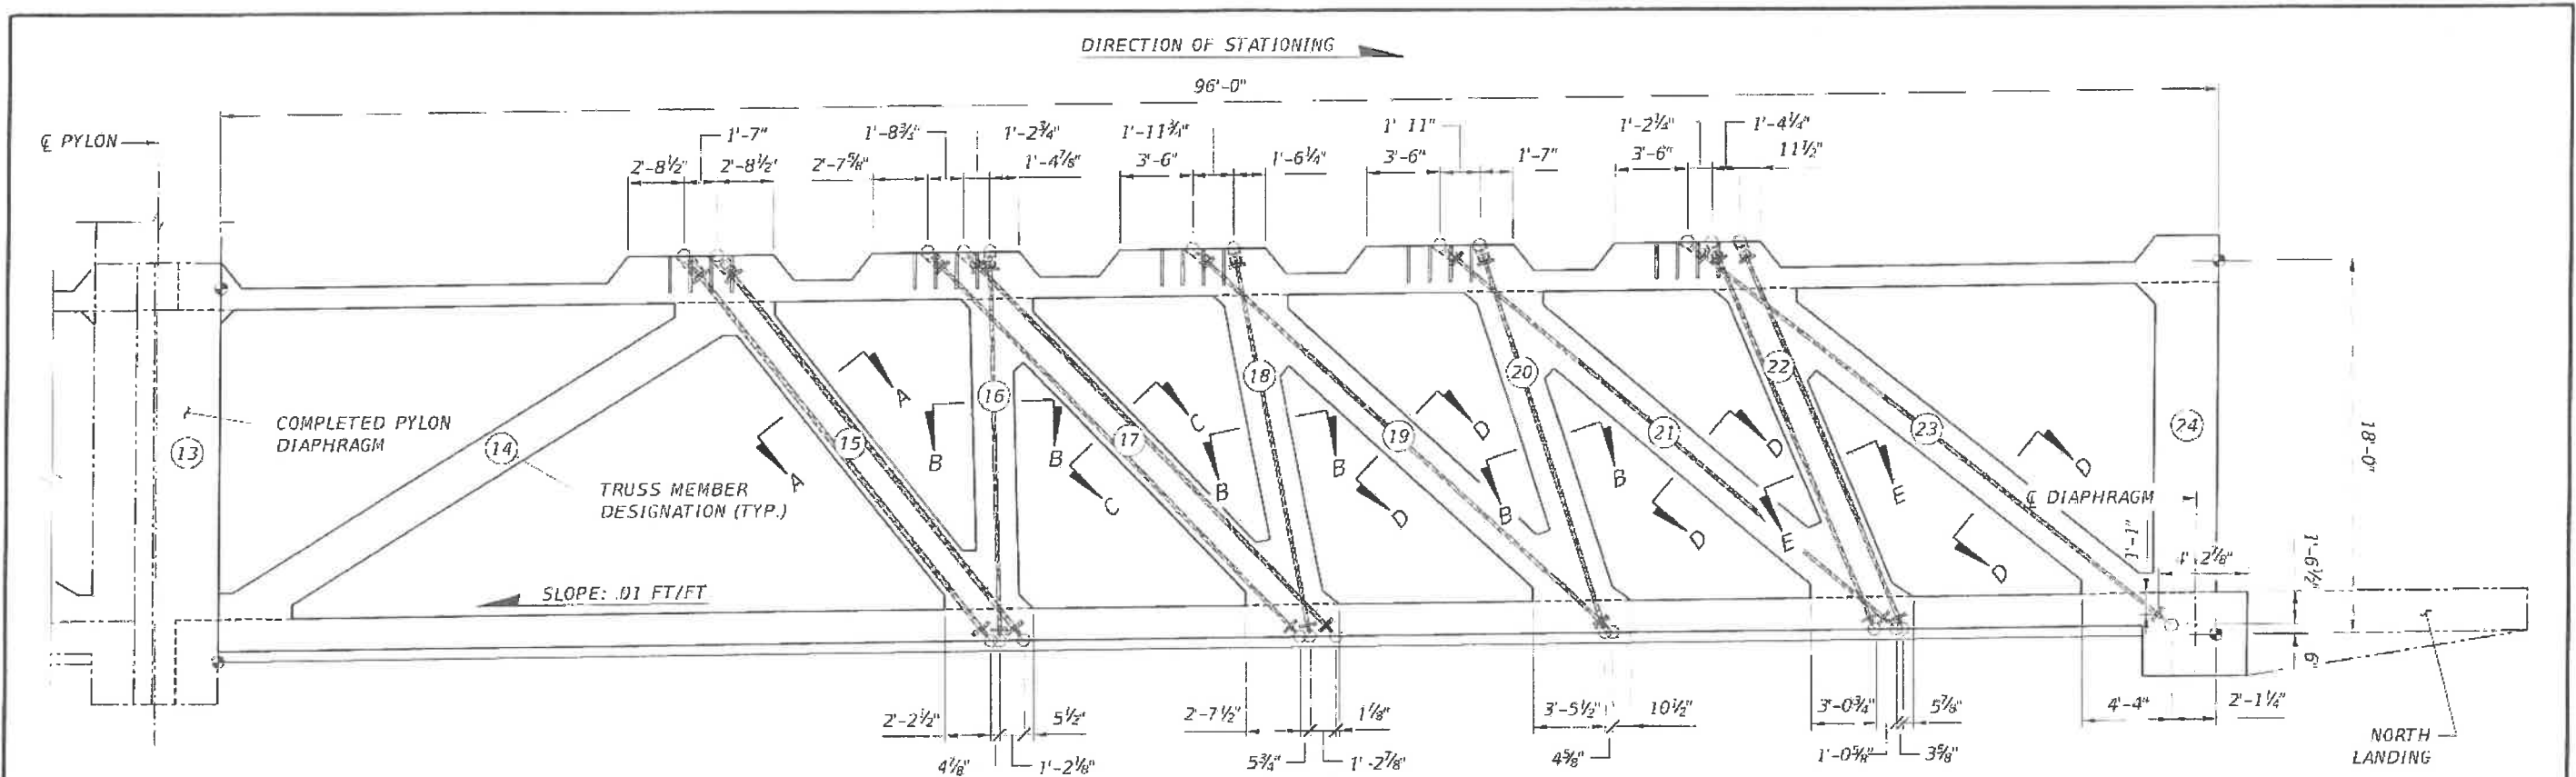 DIRECTION OF STATIONING
96'-0"
℄ PYLON
1'-7"
1'-8¾"
1'-2¾"
1'-11¾"
1' 11"
1'-2¼"
1'-4¼"
2'-8½"
2'-8½"
2'-7⅝"
1'-4⅞"
3'-6"
1'-6¼"
3'-6"
1'-7"
3'-6"
11½"
COMPLETED PYLON
DIAPHRAGM
13
14
TRUSS MEMBER
DESIGNATION (TYP.)
15
16
17
18
19
20
21
22
23
24
A
A
B
B
C
C
B
B
D
D
B
B
D
D
E
E
D
D
18'-0"
℄ DIAPHRAGM
1'-1"
1'-2⅞"
1'-6½"
6"
SLOPE: .01 FT/FT
2'-2½"
5½"
2'-7½"
1⅞"
3'-5½"
10½"
3'-0¾"
5⅞"
4'-4"
2'-1¼"
4⅞"
1'-2⅛"
5¾"
1'-2⅞"
4⅝"
1'-0⅝"
3⅝"
NORTH
LANDING